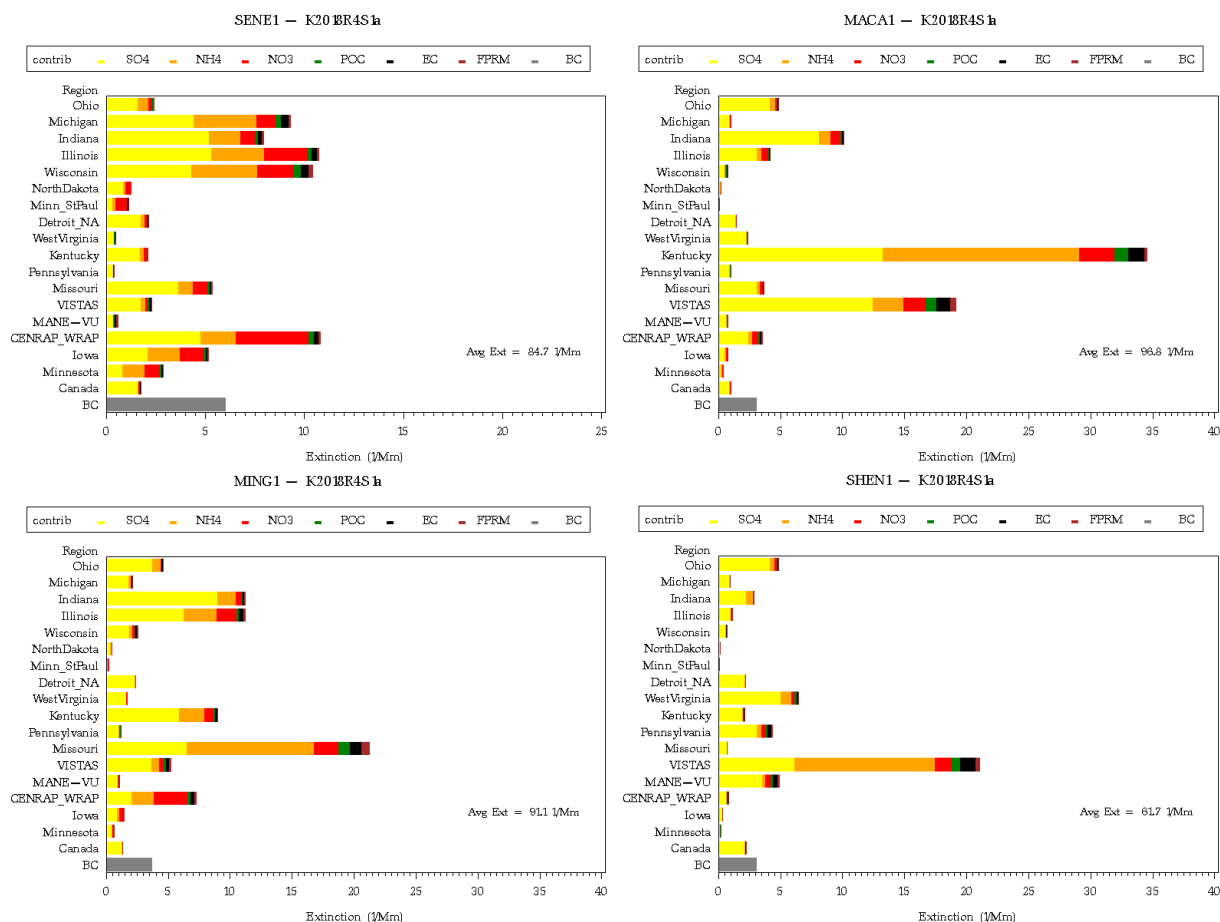 SENE1 — K2018R4S1a
contrib SO4 NH4 NO3 POC EC FPRM BC
Region
Ohio
Michigan
Indiana
Illinois
Wisconsin
NorthDakota
Minn_StPaul
Detroit_NA
WestVirginia
Kentucky
Pennsylvania
Missouri
VISTAS
MANE—VU
CENRAP_WRAP
Iowa
Minnesota
Canada
BC
Avg Ext = 84.7 1/Mm
0 5 10 15 20 25
Extinction (1/Mm)
MACA1 — K2018R4S1a
contrib SO4 NH4 NO3 POC EC FPRM BC
Region
Ohio
Michigan
Indiana
Illinois
Wisconsin
NorthDakota
Minn_StPaul
Detroit_NA
WestVirginia
Kentucky
Pennsylvania
Missouri
VISTAS
MANE—VU
CENRAP_WRAP
Iowa
Minnesota
Canada
BC
Avg Ext = 96.8 1/Mm
0 5 10 15 20 25 30 35 40
Extinction (1/Mm)
MING1 — K2018R4S1a
contrib SO4 NH4 NO3 POC EC FPRM BC
Region
Ohio
Michigan
Indiana
Illinois
Wisconsin
NorthDakota
Minn_StPaul
Detroit_NA
WestVirginia
Kentucky
Pennsylvania
Missouri
VISTAS
MANE—VU
CENRAP_WRAP
Iowa
Minnesota
Canada
BC
Avg Ext = 91.1 1/Mm
0 5 10 15 20 25 30 35 40
Extinction (1/Mm)
SHEN1 — K2018R4S1a
contrib SO4 NH4 NO3 POC EC FPRM BC
Region
Ohio
Michigan
Indiana
Illinois
Wisconsin
NorthDakota
Minn_StPaul
Detroit_NA
WestVirginia
Kentucky
Pennsylvania
Missouri
VISTAS
MANE—VU
CENRAP_WRAP
Iowa
Minnesota
Canada
BC
Avg Ext = 61.7 1/Mm
0 5 10 15 20 25 30 35 40
Extinction (1/Mm)